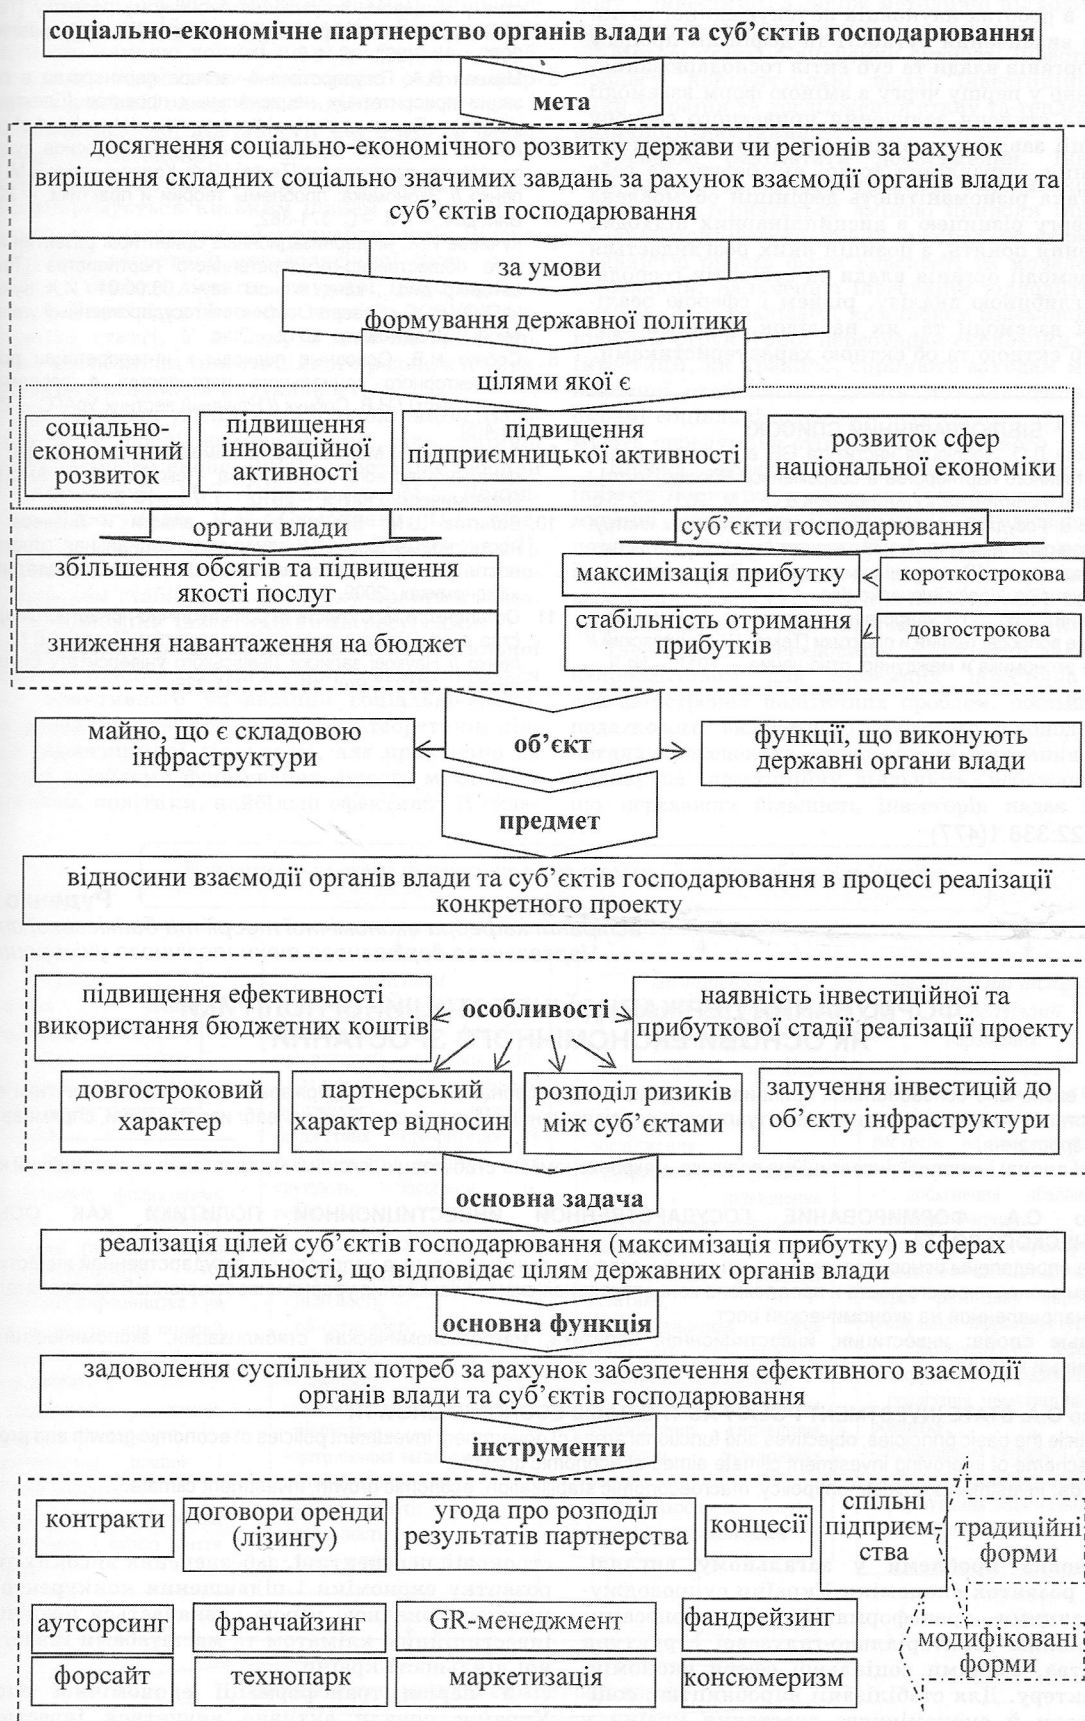 соціально-економічне партнерство органів влади та суб’єктів господарювання
мета
досягнення соціально-економічного розвитку держави чи регіонів за рахунок
вирішення складних соціально значимих завдань за рахунок взаємодії органів влади та
суб’єктів господарювання
за умови
формування державної політики
цілями якої є
соціально-
економічний
розвиток
підвищення
інноваційної
активності
підвищення
підприємницької активності
розвиток сфер
національної економіки
органи влади
суб’єкти господарювання
збільшення обсягів та підвищення
якості послуг
зниження навантаження на бюджет
максимізація прибутку
короткострокова
стабільність отримання
прибутків
довгострокова
об’єкт
майно, що є складовою
інфраструктури
функції, що виконують
державні органи влади
предмет
відносини взаємодії органів влади та суб’єктів господарювання в процесі реалізації
конкретного проекту
особливості
підвищення ефективності
використання бюджетних коштів
наявність інвестиційної та
прибуткової стадії реалізації проекту
довгостроковий
характер
партнерський
характер відносин
розподіл ризиків
між суб’єктами
залучення інвестицій до
об’єкту інфраструктури
основна задача
реалізація цілей суб’єктів господарювання (максимізація прибутку) в сферах
діяльності, що відповідає цілям державних органів влади
основна функція
задоволення суспільних потреб за рахунок забезпечення ефективного взаємодії
органів влади та суб’єктів господарювання
інструменти
контракти
договори оренди
(лізингу)
угода про розподіл
результатів партнерства
концесії
спільні
підприєм-
ства
традиційні
форми
аутсорсинг
франчайзинг
GR-менеджмент
фандрейзинг
форсайт
технопарк
маркетизація
консюмеризм
модифіковані
форми